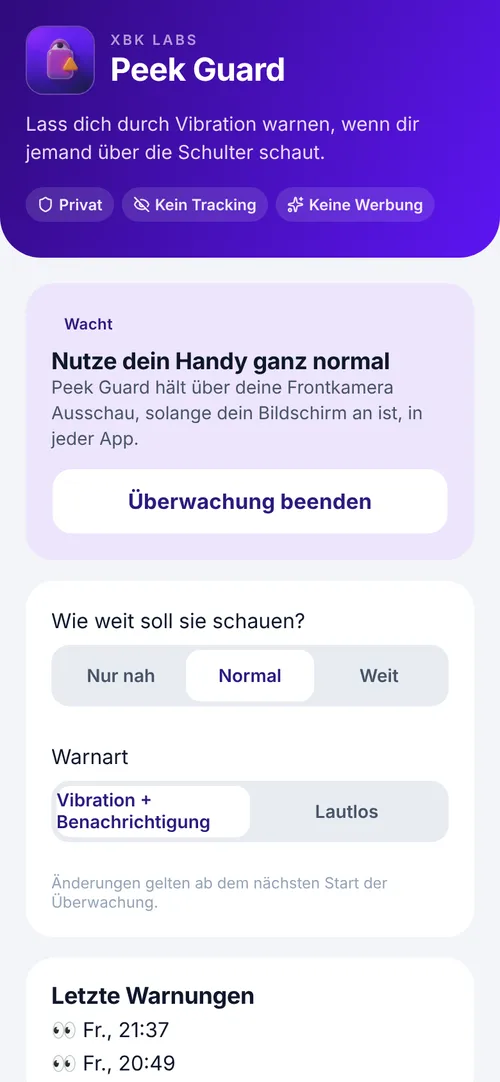 XBK LABS
Peek Guard
Lass dich durch Vibration warnen, wenn dir
jemand über die Schulter schaut.
Privat
Kein Tracking
Keine Werbung
Wacht
Nutze dein Handy ganz normal
Peek Guard hält über deine Frontkamera
Ausschau, solange dein Bildschirm an ist, in
jeder App.
Überwachung beenden
Wie weit soll sie schauen?
Nur nah
Normal
Weit
Warnart
Vibration +
Benachrichtigung
Lautlos
Änderungen gelten ab dem nächsten Start der
Überwachung.
Letzte Warnungen
👀 Fr., 21:37
👀 Fr., 20:49